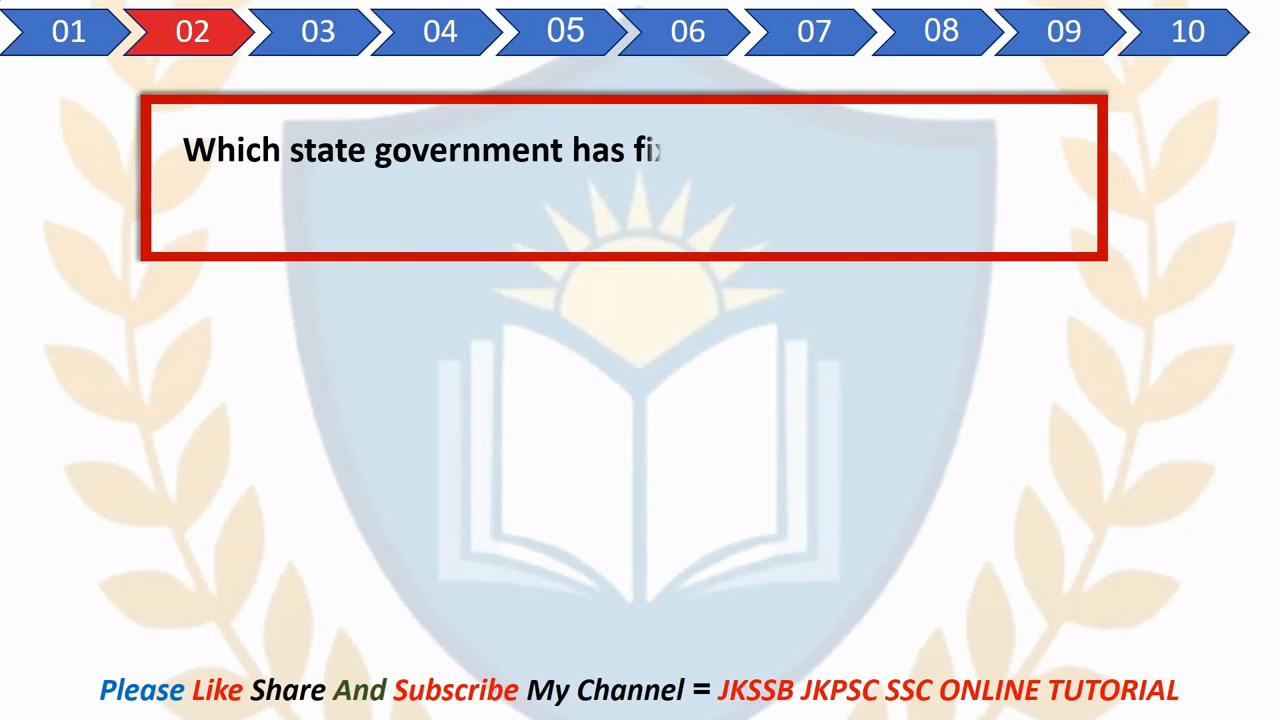 01 02 03 04 05 06 07 08 09 10
Which state government has
Please Like Share And Subscribe My Channel = JKSSB JKPSC SSC ONLINE TUTORIAL